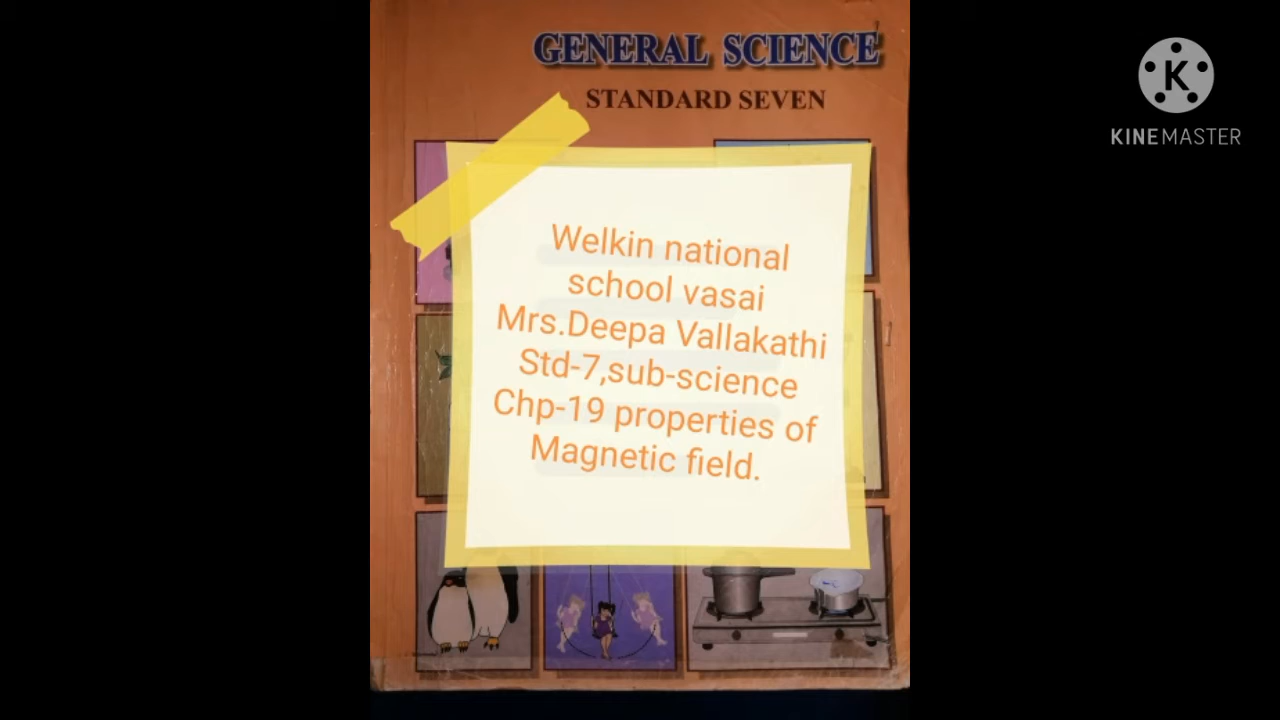 GENERAL SCIENCE
STANDARD SEVEN
Welkin national
school vasai
Mrs.Deepa Vallakathi
Std-7,sub-science
Chp-19 properties of
Magnetic field.
K
KINEMASTER